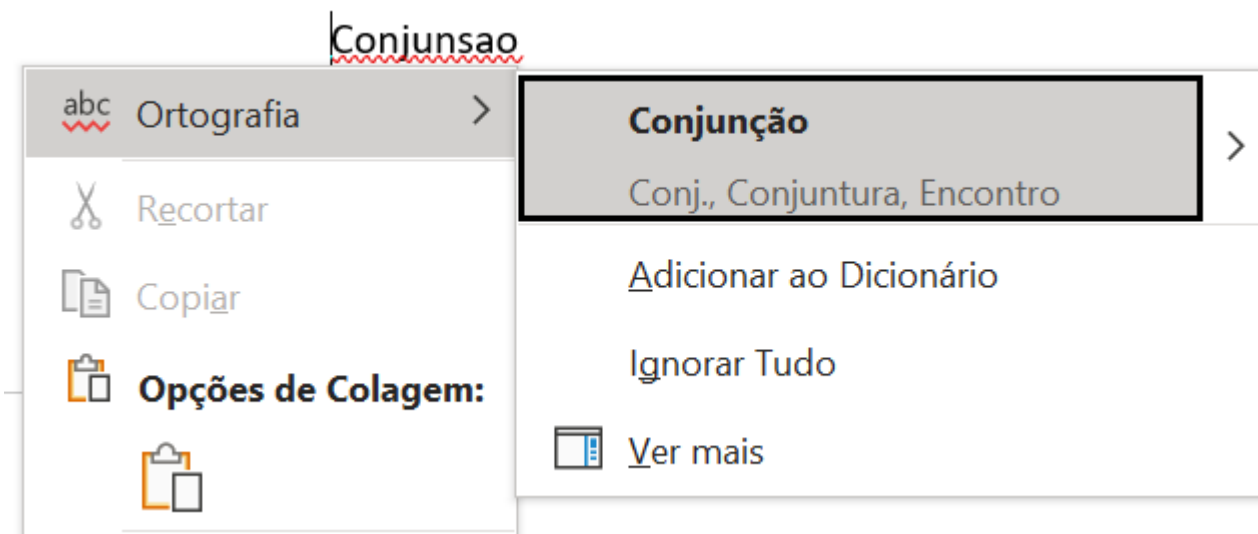 Conjunsao
abc Ortografia
Recortar
Copiar
Opções de Colagem:
Conjunção
Conj., Conjuntura, Encontro
Adicionar ao Dicionário
Ignorar Tudo
Ver mais